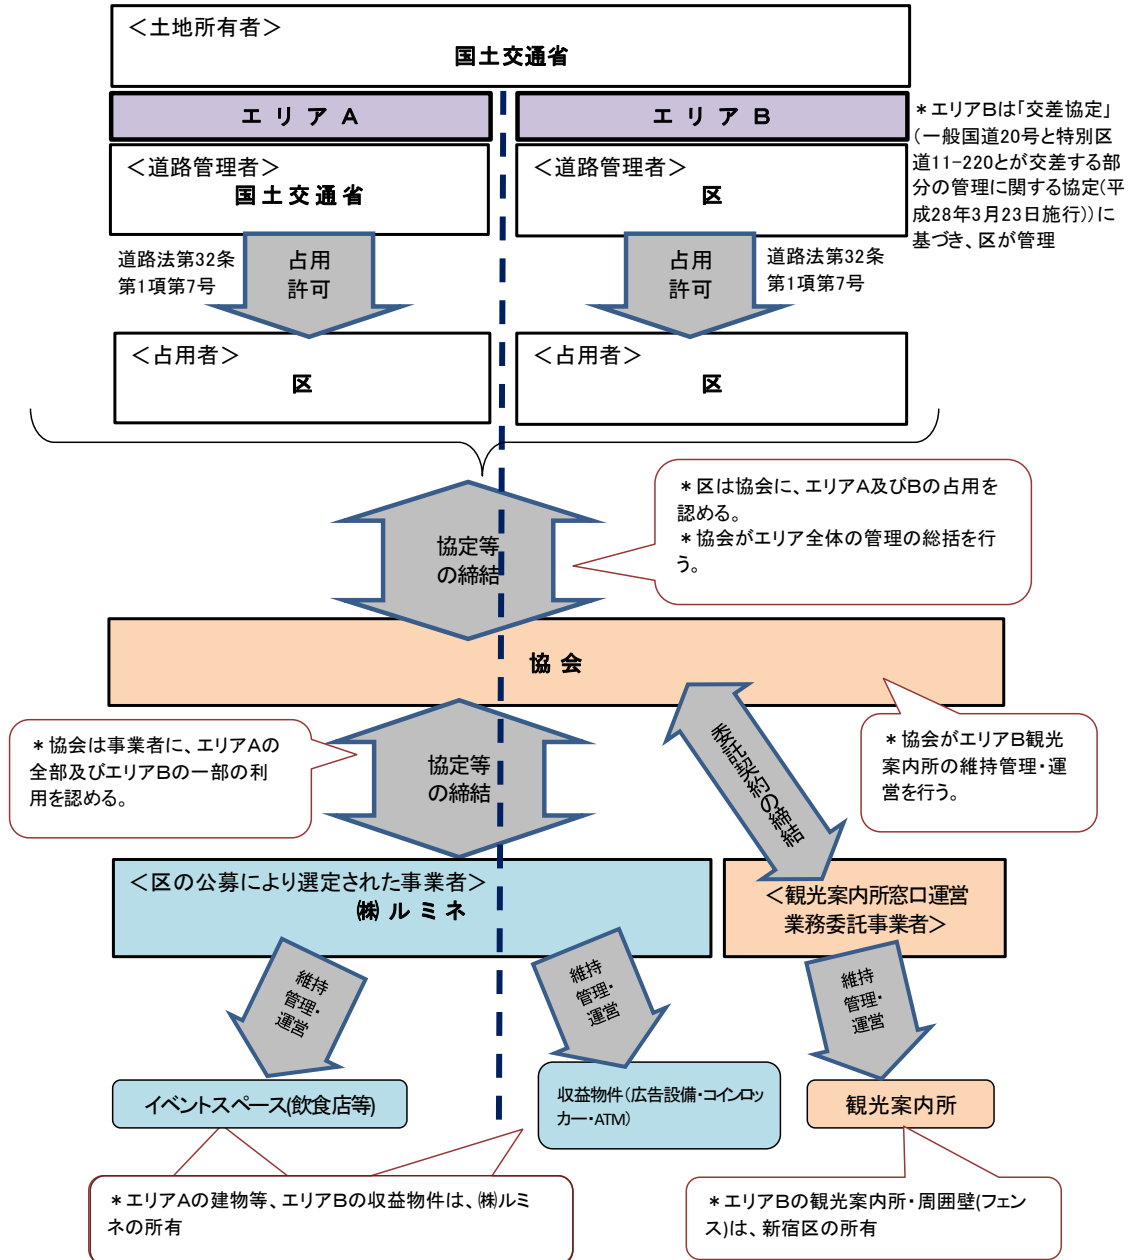 ＜土地所有者＞
国土交通省
エ リ ア Ａ
エ リ ア Ｂ
＊エリアＢは「交差協定」
（一般国道20号と特別区
道11-220とが交差する部
分の管理に関する協定(平
成28年3月23日施行))に
基づき、区が管理
＜道路管理者＞
国土交通省
＜道路管理者＞
区
道路法第32条
第1項第7号
占用
許可
占用
許可
道路法第32条
第1項第7号
＜占用者＞
区
＜占用者＞
区
協定等
の締結
＊区は協会に、エリアＡ及びＢの占用を
認める。
＊協会がエリア全体の管理の総括を行
う。
協 会
＊協会は事業者に、エリアＡの
全部及びエリアＢの一部の利
用を認める。
協定等
の締結
委託契約の締結
＊協会がエリアＢ観光
案内所の維持管理・運
営を行う。
＜区の公募により選定された事業者＞
㈱ ル ミ ネ
＜観光案内所窓口運営
業務委託事業者＞
維持
管理・
運営
維持
管理・
運営
維持
管理・
運営
イベントスペース(飲食店等)
収益物件（広告設備・コインロッ
カー・ATM）
観光案内所
＊エリアＡの建物等、エリアＢの収益物件は、㈱ルミ
ネの所有
＊エリアＢの観光案内所・周囲壁(フェン
ス)は、新宿区の所有